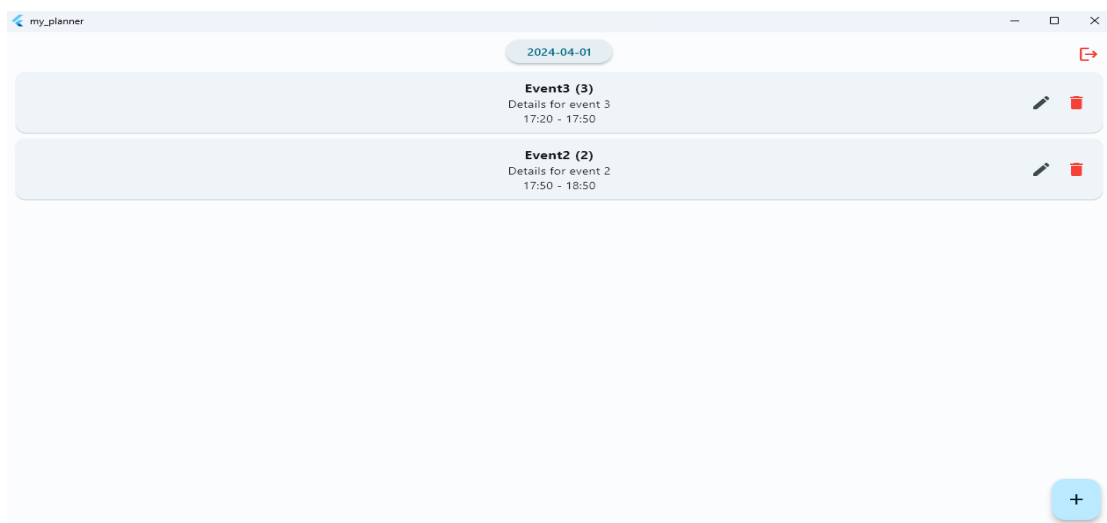 my_planner
2024-04-01
Event3 (3)
Details for event 3
17:20 - 17:50
Event2 (2)
Details for event 2
17:50 - 18:50
+